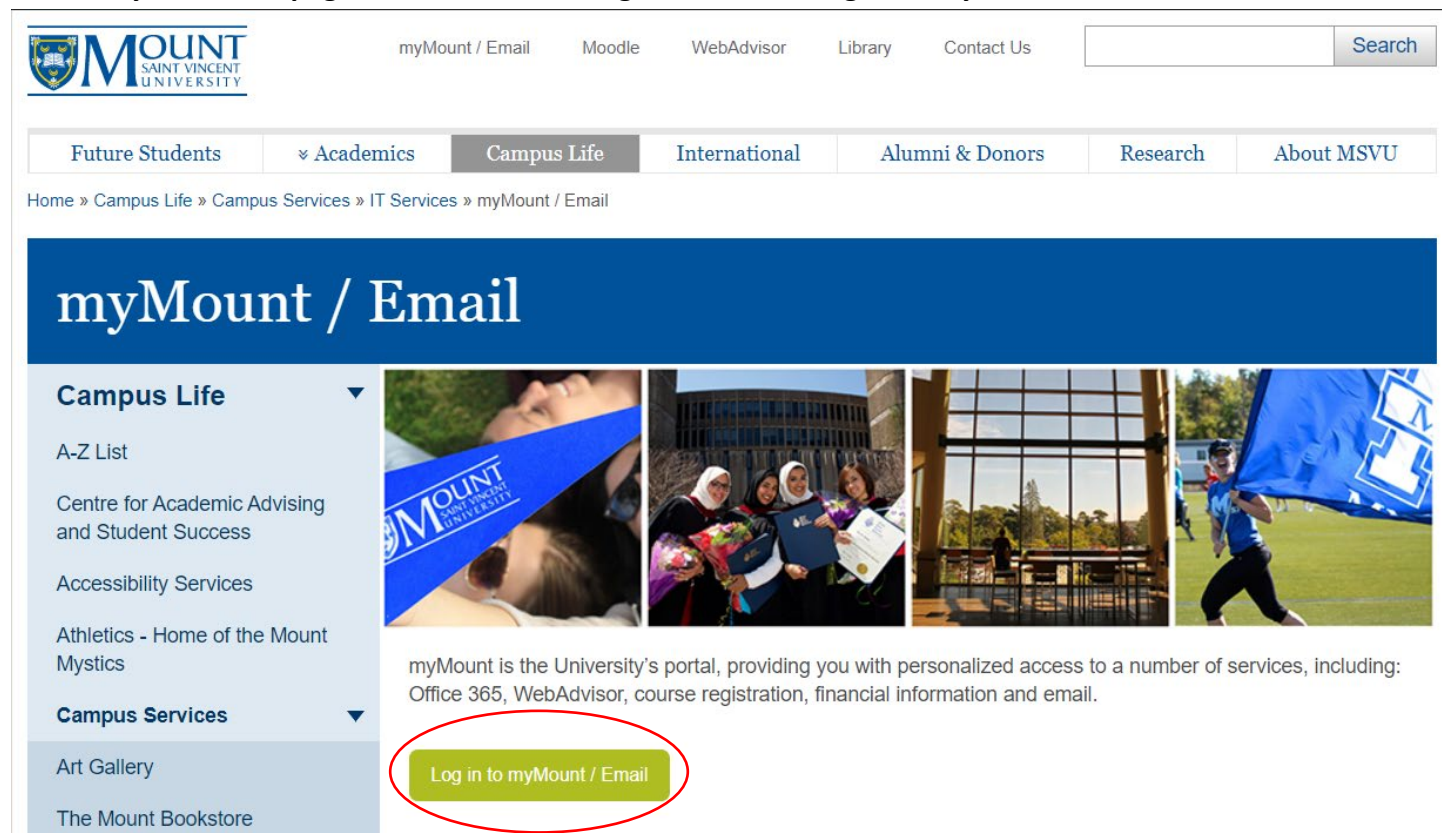 MOUNT
SAINT VINCENT
UNIVERSITY
myMount / Email Moodle WebAdvisor Library Contact Us Search
Future Students » Academics Campus Life International Alumni & Donors Research About MSVU
Home » Campus Life » Campus Services » IT Services » myMount / Email
myMount / Email
Campus Life
A-Z List
Centre for Academic Advising
and Student Success
Accessibility Services
Athletics - Home of the Mount
Mystics
Campus Services
Art Gallery
The Mount Bookstore
MOUNT
SAINT VINCENT
UNIVERSITY
myMount is the University’s portal, providing you with personalized access to a number of services, including:
Office 365, WebAdvisor, course registration, financial information and email.
Log in to myMount / Email